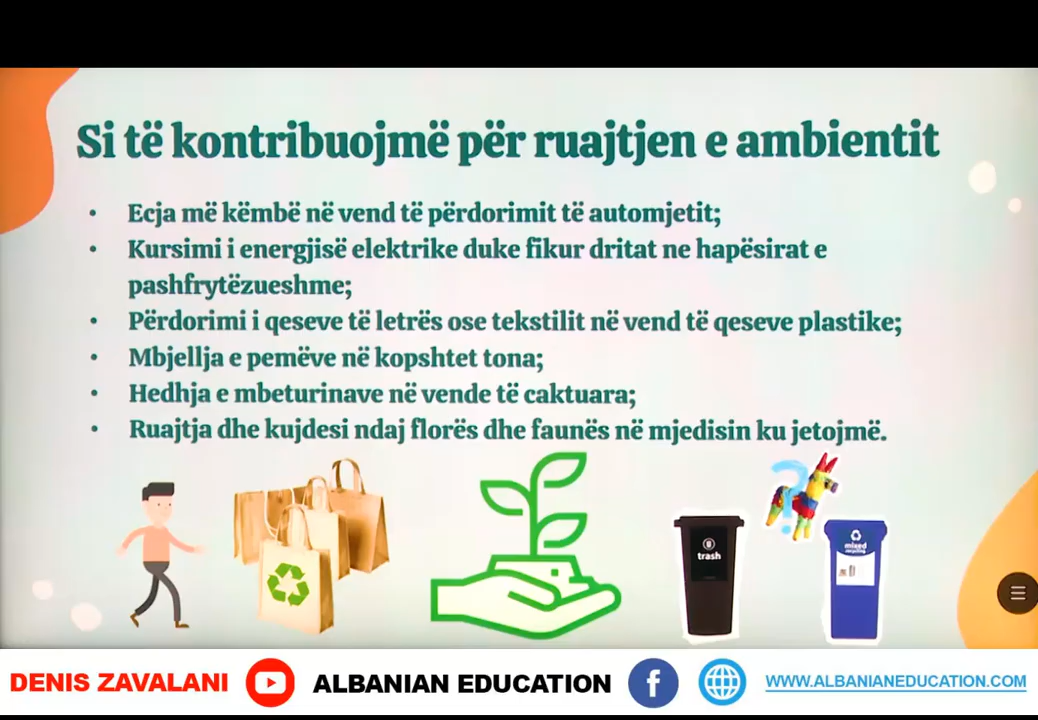 Si të kontribuojmë për ruajtjen e ambientit
• Ecja më këmbë në vend të përdorimit të automjetit;
• Kursimi i energjisë elektrike duke fikur dritat ne hapësirat e
pashfrytëzueshme;
• Përdorimi i qeseve të letrës ose tekstilit në vend të qeseve plastike;
• Mbjellja e pemëve në kopshtet tona;
• Hedhja e mbeturinave në vende të caktuara;
• Ruajtja dhe kujdesi ndaj florës dhe faunës në mjedisin ku jetojmë.
?
trash
mixed
recycling
DENIS ZAVALANI
ALBANIAN EDUCATION
f
WWW.ALBANIANEDUCATION.COM